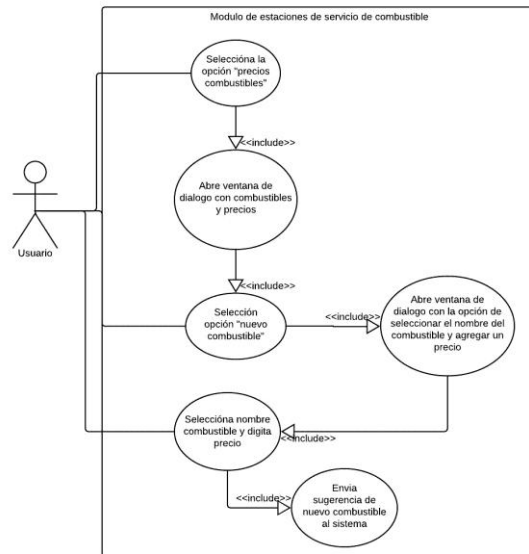 Modulo de estaciones de servicio de combustible
Seleccióna la
opción "precios
combustibles"
<<include>>
Abre ventana de
dialogo con combustibles
y precios
Usuario
<<include>>
Selección
opción "nuevo
combustible"
<<include>>
Abre ventana de
dialogo con la opción de
seleccionar el nombre del
combustible y agregar un
precio
Seleccióna nombre
combustible y digita
precio
<<include>>
<<include>>
Envia
sugerencia de
nuevo combustible
al sistema